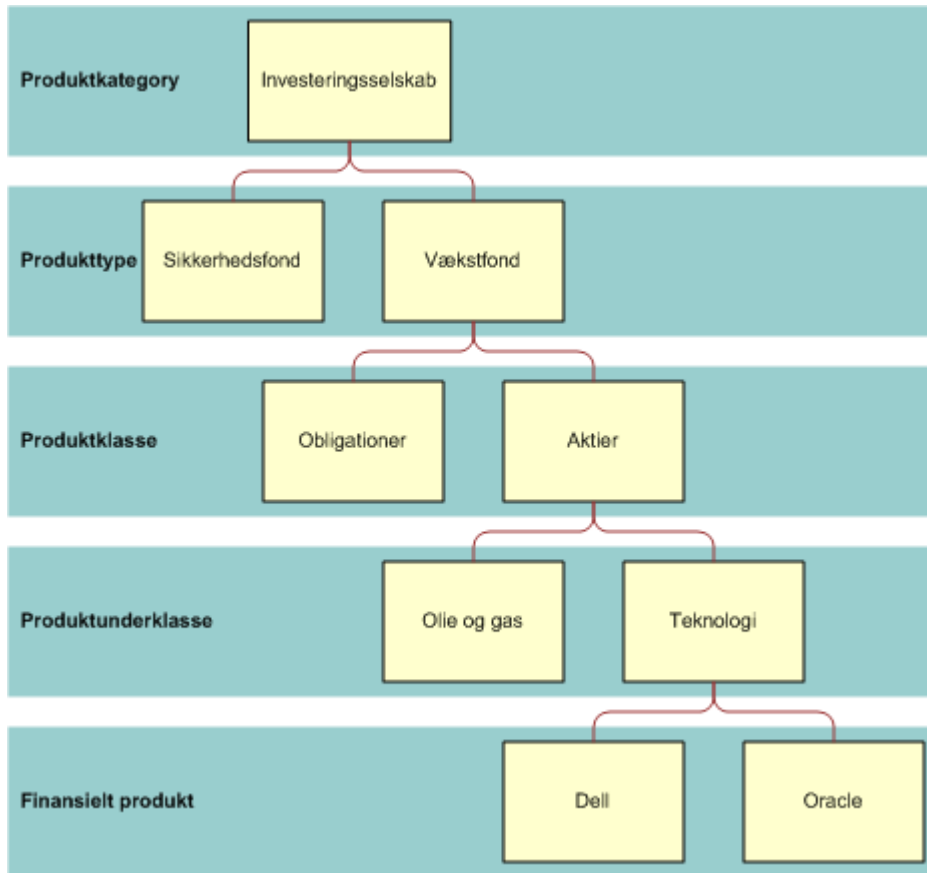 Produktkategory
Investeringsselskab
Produkttype
Sikkerhedsfond
Vækstfond
Produktklasse
Obligationer
Aktier
Produktunderklasse
Olie og gas
Teknologi
Finansielt produkt
Dell
Oracle